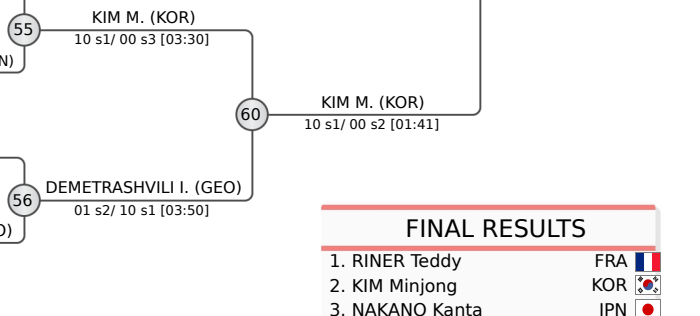 55
KIM M. (KOR)
10 s1/ 00 s3 [03:30]
N)
60
KIM M. (KOR)
10 s1/ 00 s2 [01:41]
56
DEMETRASHVILI I. (GEO)
01 s2/ 10 s1 [03:50]
FINAL RESULTS
1. RINER Teddy FRA
2. KIM Minjong KOR
3. NAKANO Kanta JPN